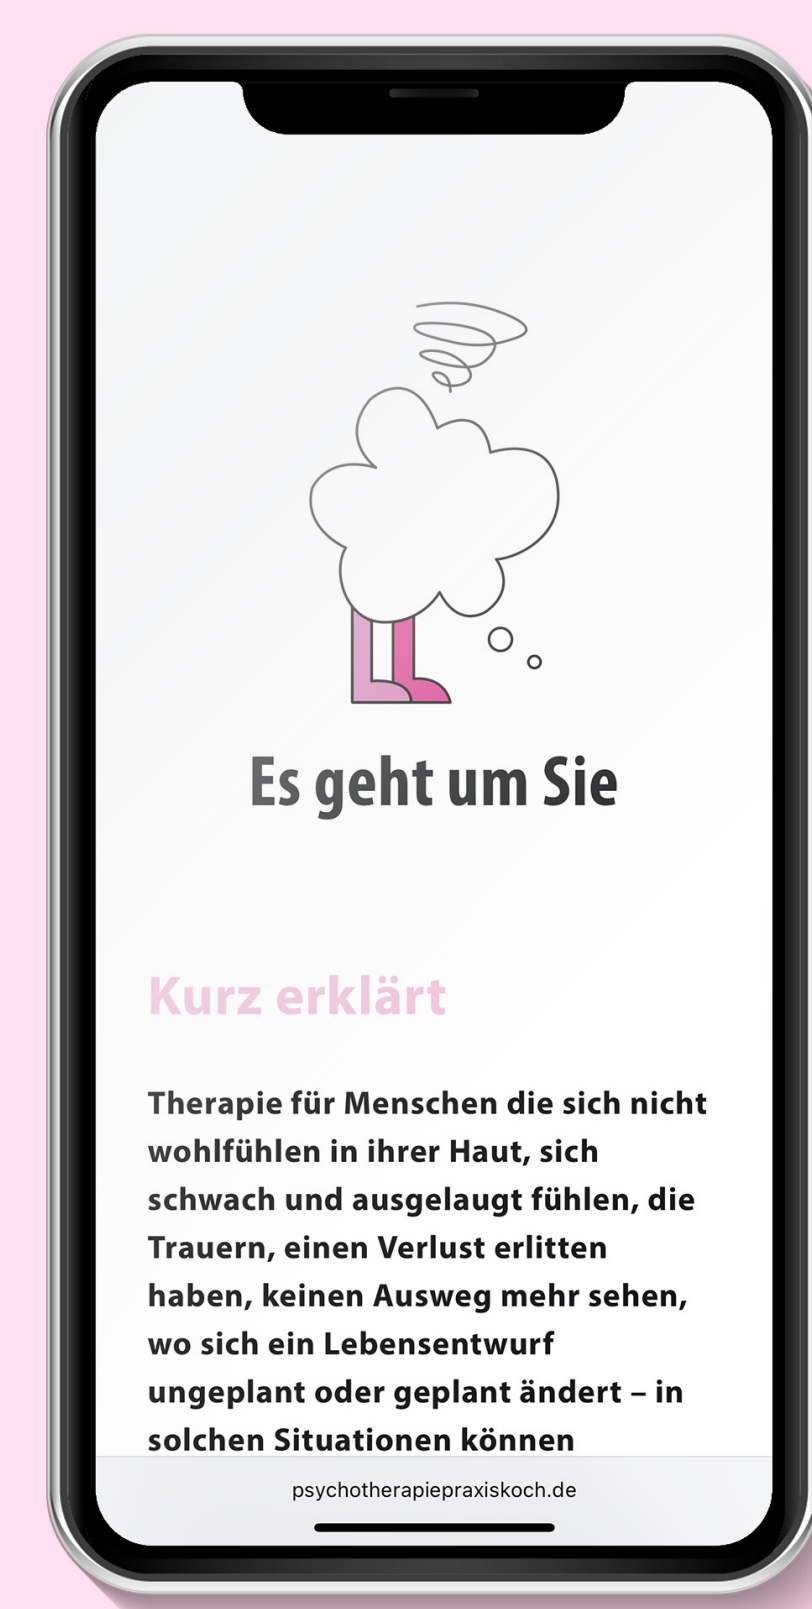 Es geht um Sie
Kurz erklärt
Therapie für Menschen die sich nicht
wohlfühlen in ihrer Haut, sich
schwach und ausgelaugt fühlen, die
Trauern, einen Verlust erlitten
haben, keinen Ausweg mehr sehen,
wo sich ein Lebensentwurf
ungeplant oder geplant ändert – in
solchen Situationen können
psychotherapiepraxiskoch.de